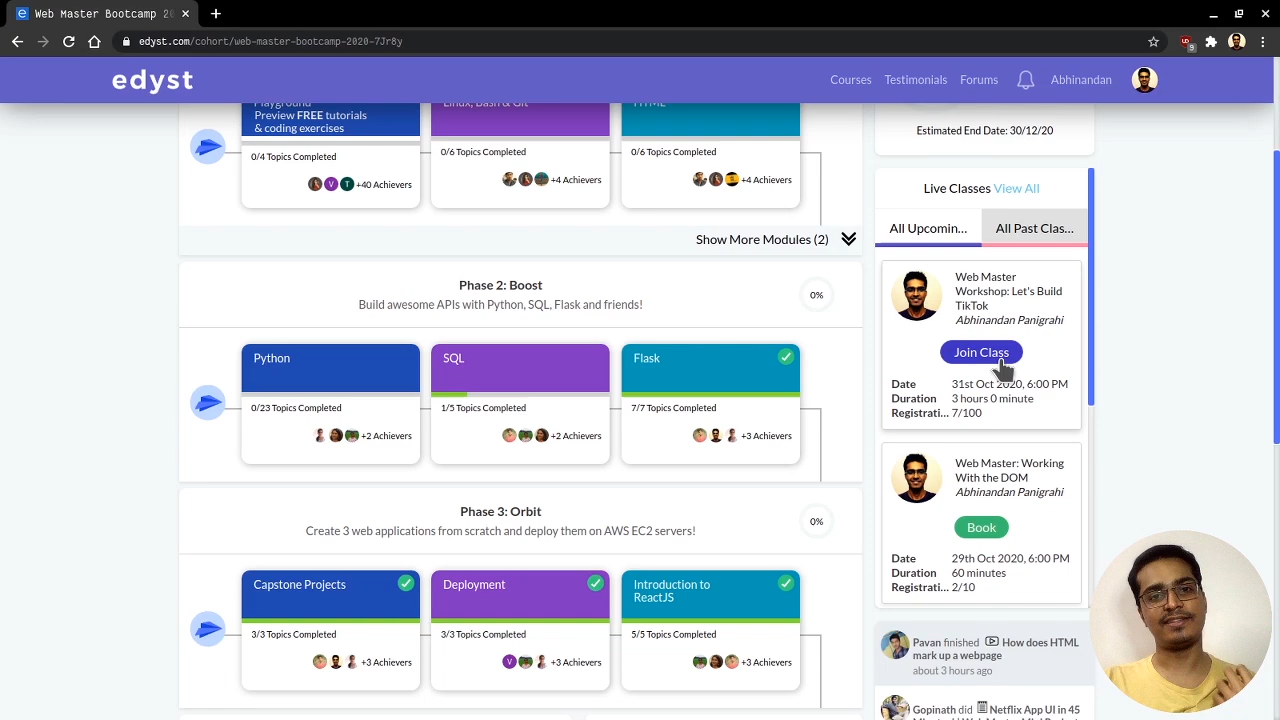 Web Master Bootcamp 20
edyst.com/cohort/web-master-bootcamp-2020-7Jr8y
9
edyst
Courses
Testimonials
Forums
Abhinandan
Playground
Preview FREE tutorials
& coding exercises
0/4 Topics Completed
V
T
+40 Achievers
Linux, Bash & Git
0/6 Topics Completed
+4 Achievers
HTML
0/6 Topics Completed
+4 Achievers
Show More Modules (2)
Phase 2: Boost
Build awesome APIs with Python, SQL, Flask and friends!
0%
Python
0/23 Topics Completed
+2 Achievers
SQL
1/5 Topics Completed
+2 Achievers
Flask
7/7 Topics Completed
+3 Achievers
Phase 3: Orbit
Create 3 web applications from scratch and deploy them on AWS EC2 servers!
0%
Capstone Projects
3/3 Topics Completed
+3 Achievers
Deployment
3/3 Topics Completed
V
+3 Achievers
Introduction to
ReactJS
5/5 Topics Completed
+3 Achievers
Estimated End Date: 30/12/20
Live Classes View All
All Upcomin...
All Past Clas...
Web Master
Workshop: Let's Build
TikTok
Abhinandan Panigrahi
Join Class
Date 31st Oct 2020, 6:00 PM
Duration 3 hours 0 minute
Registrati... 7/100
Web Master: Working
With the DOM
Abhinandan Panigrahi
Book
Date 29th Oct 2020, 6:00 PM
Duration 60 minutes
Registrati... 2/10
Pavan finished How does HTML
mark up a webpage
about 3 hours ago
Gopinath did Netflix App UI in 45